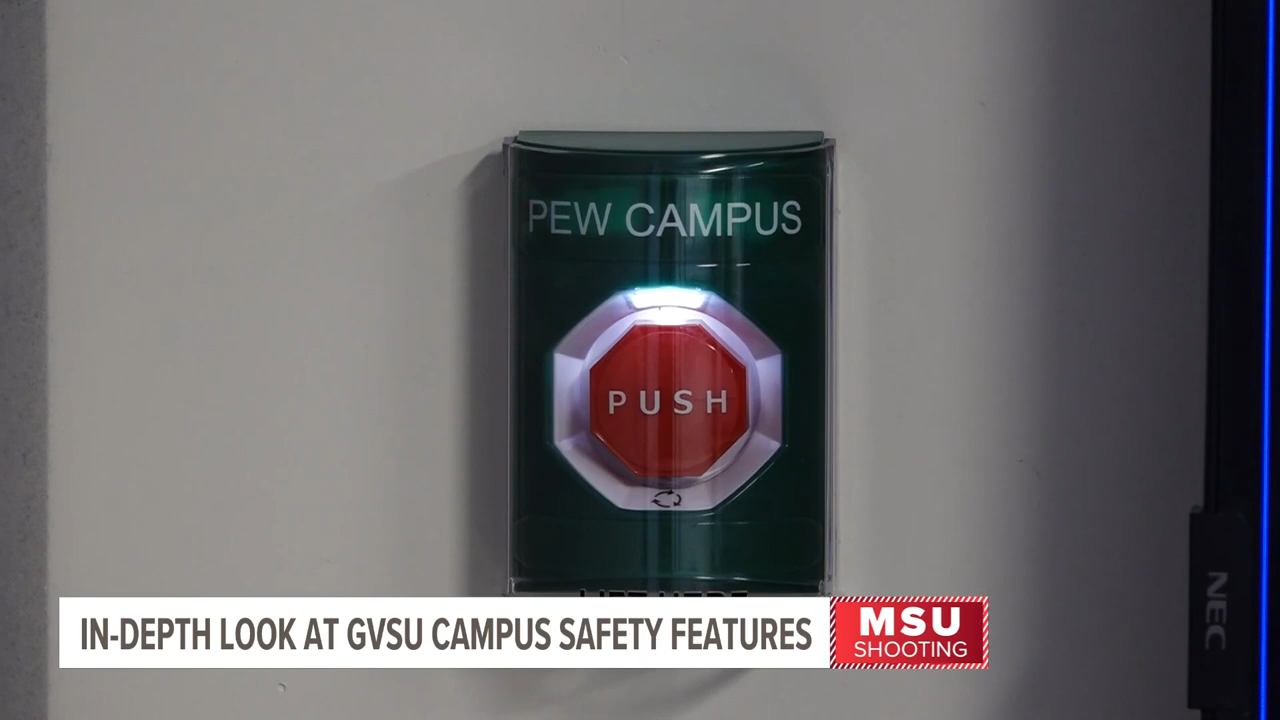 PEW CAMPUS
PUSH
IN-DEPTH LOOK AT GVSU CAMPUS SAFETY FEATURES
MSU
SHOOTING
NEC